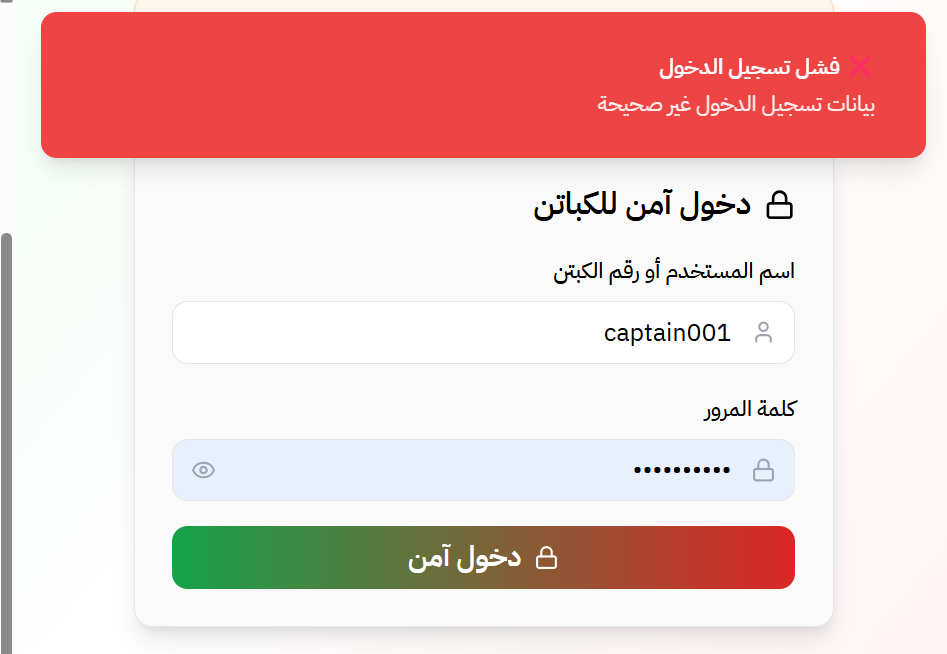 ❌ فشل تسجيل الدخول
بيانات تسجيل الدخول غير صحيحة
دخول آمن للكباتن
اسم المستخدم أو رقم الكبتن
captain001
كلمة المرور
••••••••••
دخول آمن